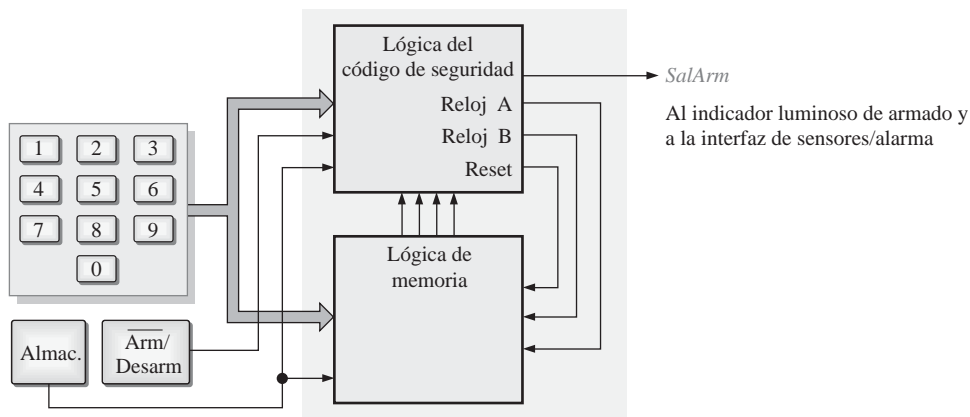 Lógica del
código de seguridad
SalArm
Reloj A
Al indicador luminoso de armado y
a la interfaz de sensores/alarma
Reloj B
Reset
1 2 3
4 5 6
7 8 9
0
Lógica de
memoria
Almac.
Arm/
Desarm